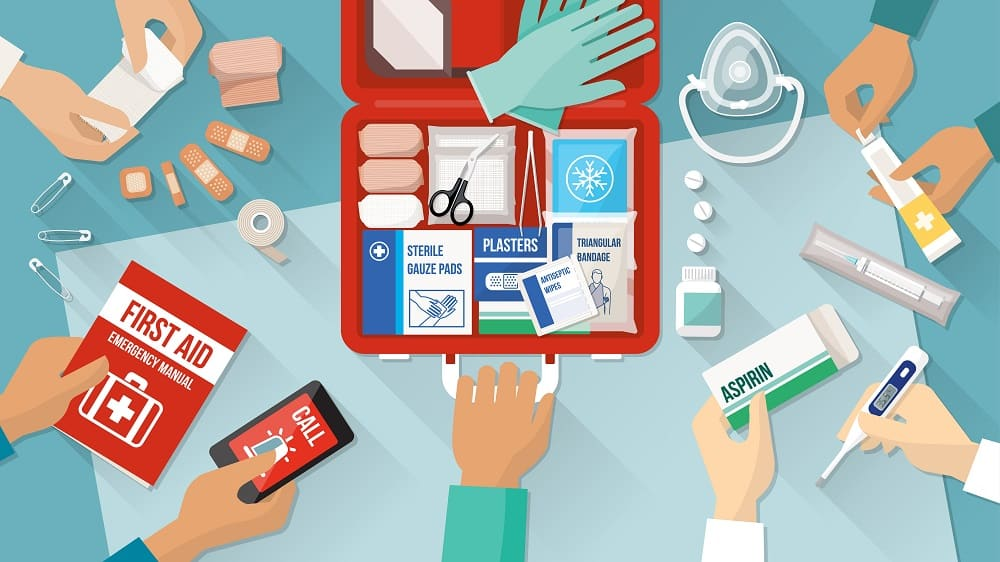 STERILE
GAUZE PADS
PLASTERS
TRIANGULAR
BANDAGE
ANTISEPTIC
WIPES
FIRST AID
EMERGENCY MANUAL
CALL
ASPIRIN